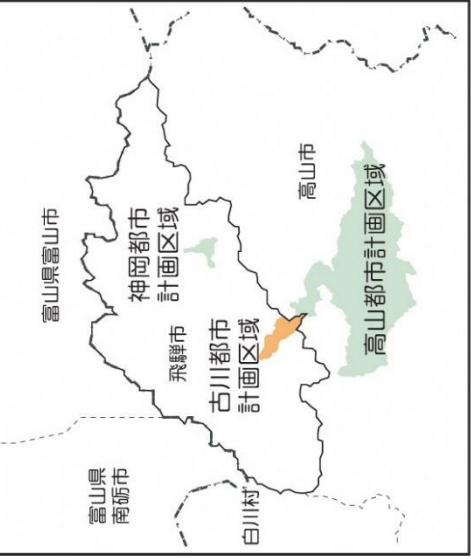 富山県富山市
神岡都市
計画区域
高山市
飛騨市
古川都市
計画区域
高山都市計画区域
富山県
南砺市
白川村